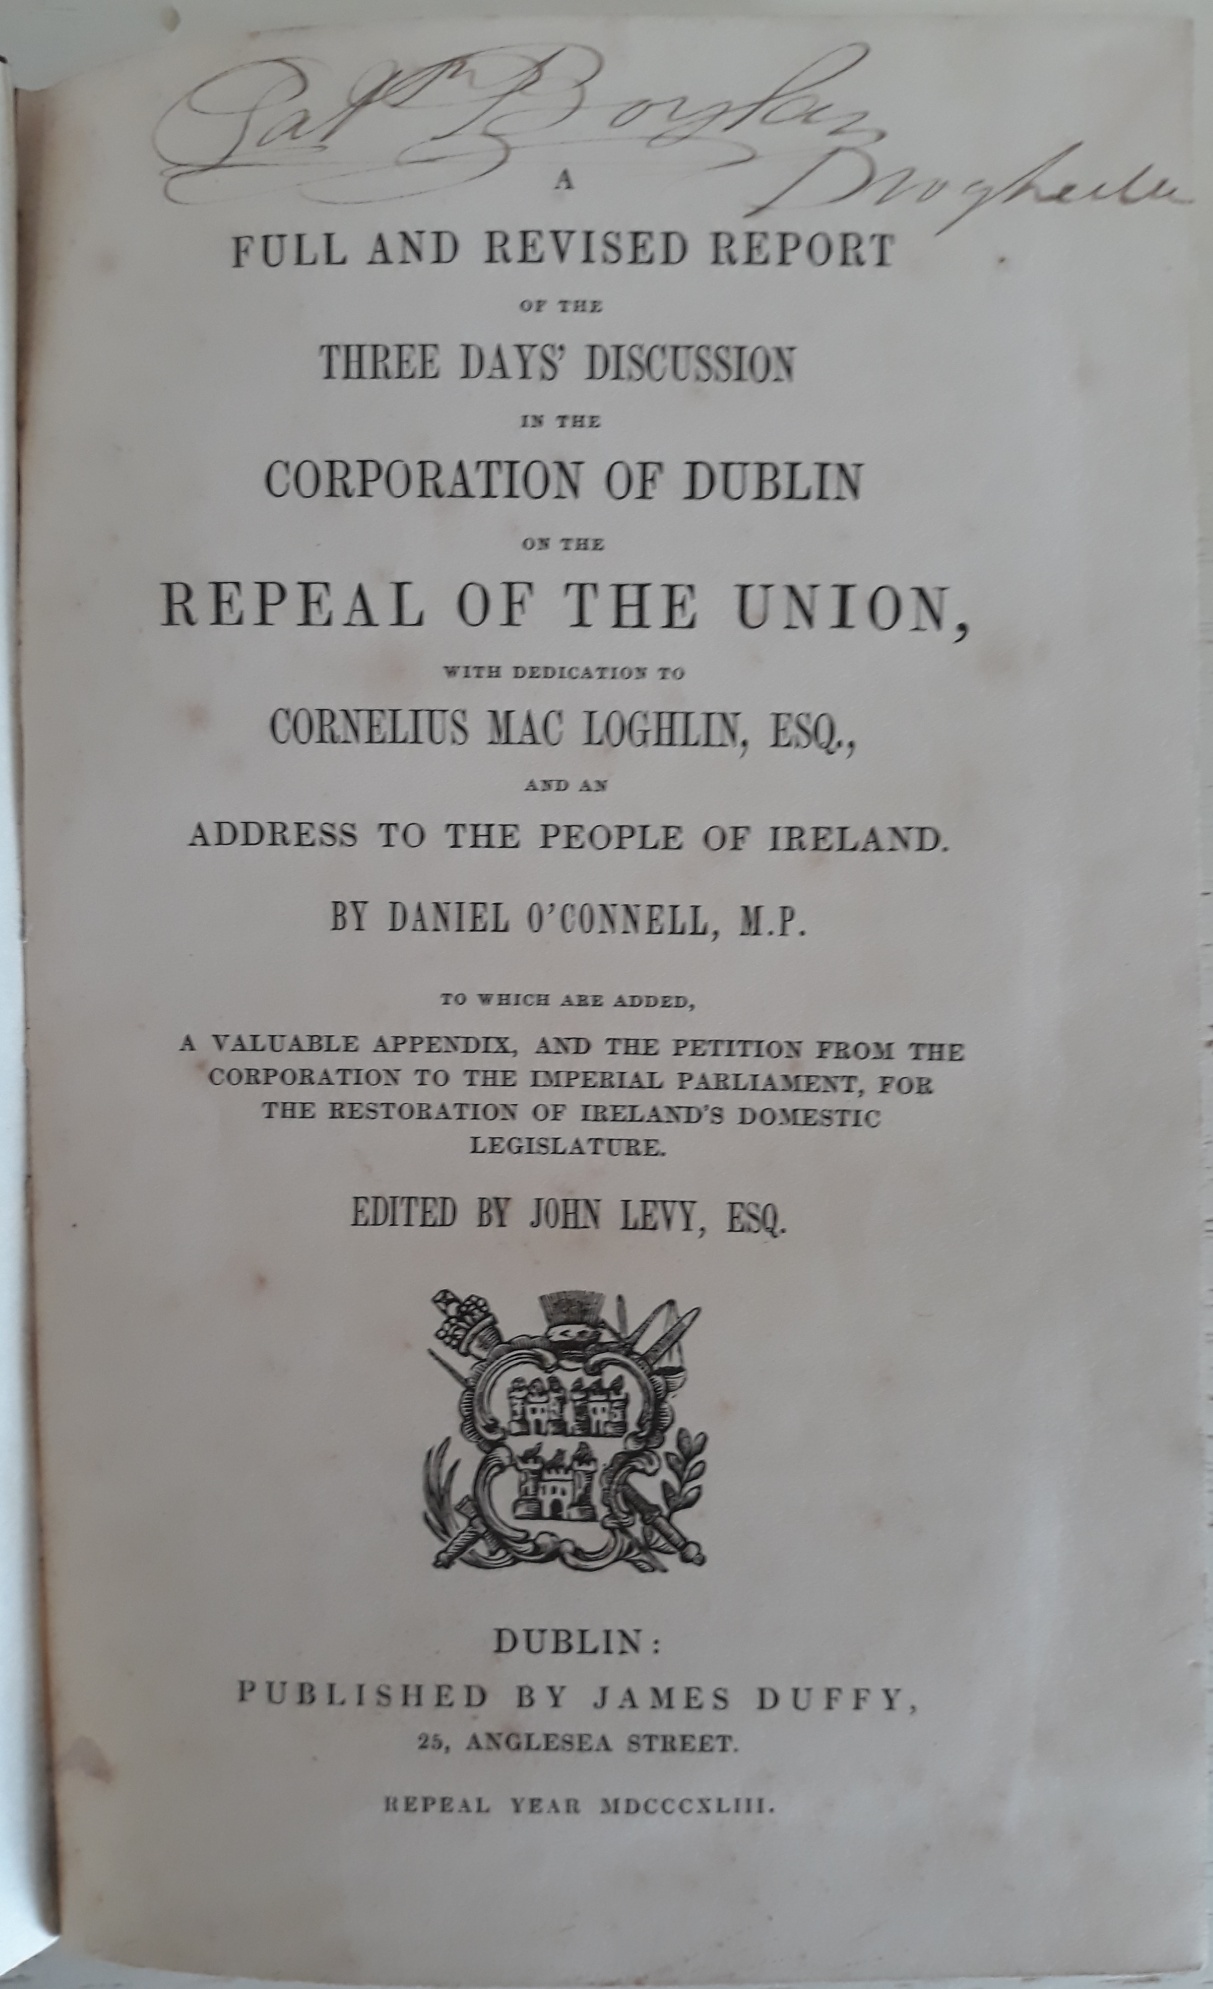 Patk Boylan
Drogheda
A
FULL AND REVISED REPORT
OF THE
THREE DAYS' DISCUSSION
IN THE
CORPORATION OF DUBLIN
ON THE
REPEAL OF THE UNION,
WITH DEDICATION TO
CORNELIUS MAC LOGHLIN, ESQ.,
AND AN
ADDRESS TO THE PEOPLE OF IRELAND.
BY DANIEL O'CONNELL, M.P.
TO WHICH ARE ADDED,
A VALUABLE APPENDIX, AND THE PETITION FROM THE
CORPORATION TO THE IMPERIAL PARLIAMENT, FOR
THE RESTORATION OF IRELAND'S DOMESTIC
LEGISLATURE.
EDITED BY JOHN LEVY, ESQ.
DUBLIN:
PUBLISHED BY JAMES DUFFY,
25, ANGLESEA STREET.
REPEAL YEAR MDCCCXLIII.